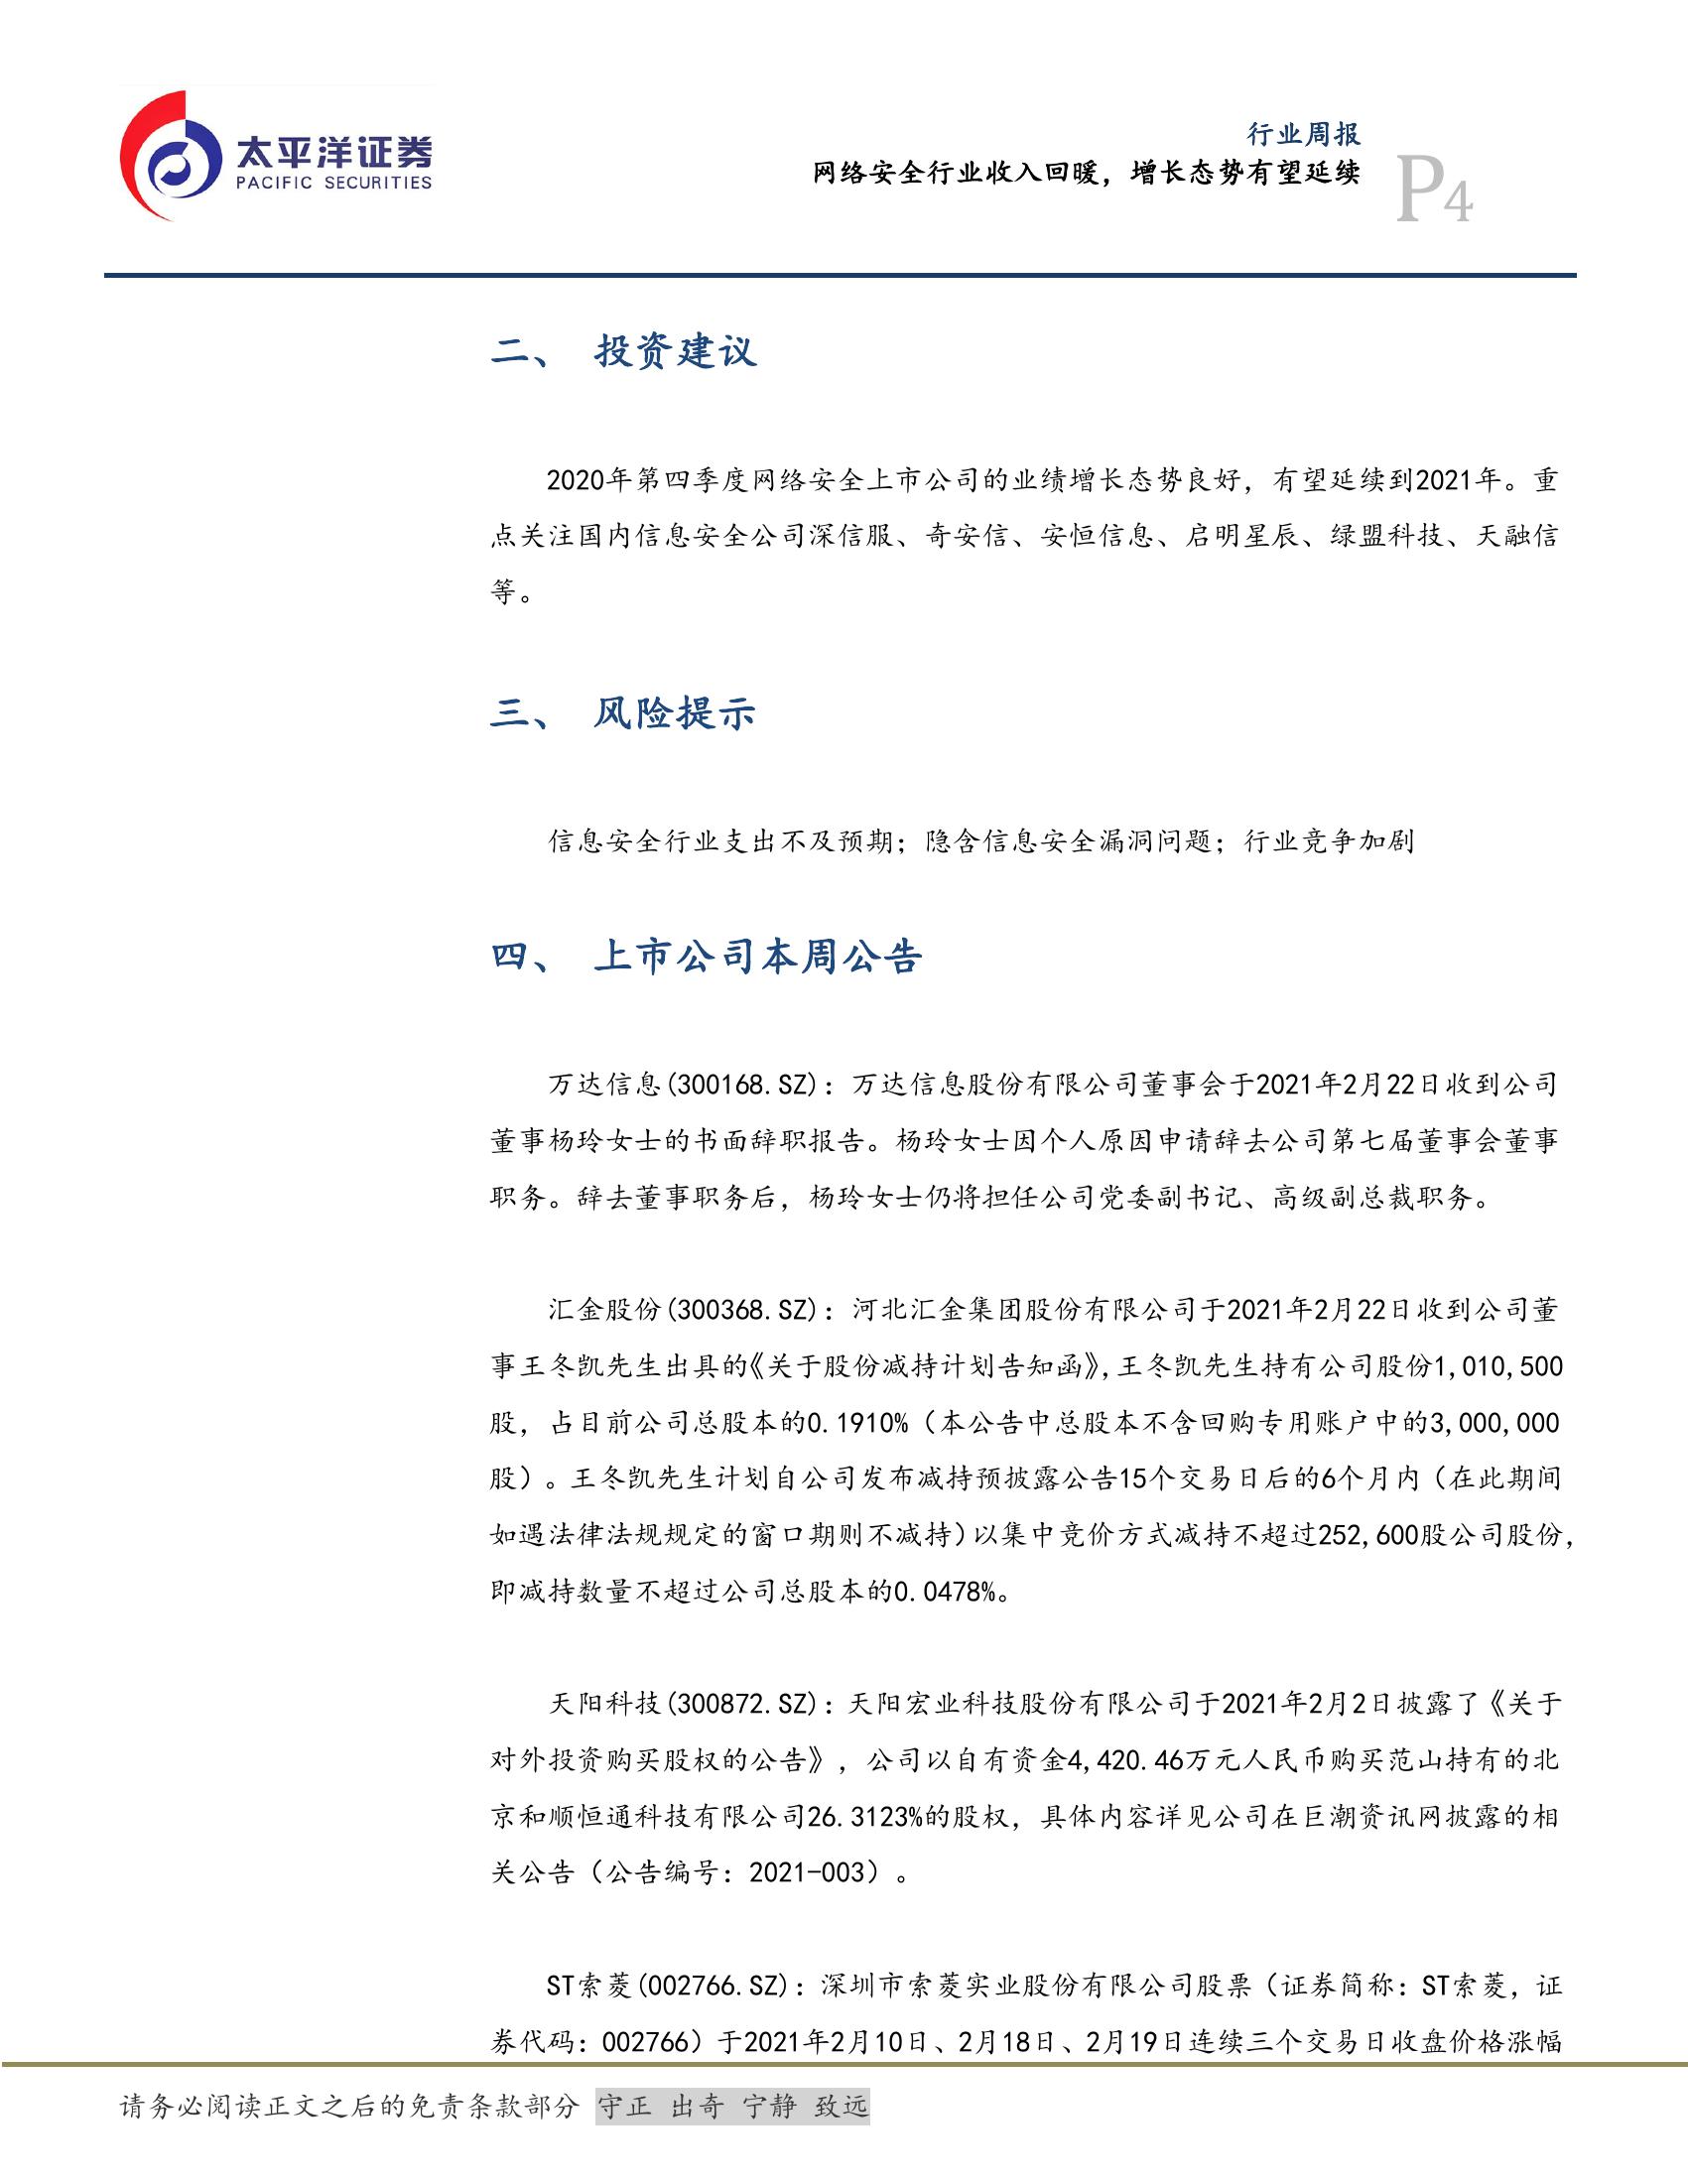 太平洋证券
PACIFIC SECURITIES
行业周报
网络安全行业收入回暖，增长态势有望延续
P4
二、 投资建议
2020年第四季度网络安全上市公司的业绩增长态势良好，有望延续到2021年。重
点关注国内信息安全公司深信服、奇安信、安恒信息、启明星辰、绿盟科技、天融信
等。
三、 风险提示
信息安全行业支出不及预期；隐含信息安全漏洞问题；行业竞争加剧
四、 上市公司本周公告
万达信息(300168.SZ)：万达信息股份有限公司董事会于2021年2月22日收到公司
董事杨玲女士的书面辞职报告。杨玲女士因个人原因申请辞去公司第七届董事会董事
职务。辞去董事职务后，杨玲女士仍将担任公司党委副书记、高级副总裁职务。
汇金股份(300368.SZ)：河北汇金集团股份有限公司于2021年2月22日收到公司董
事王冬凯先生出具的《关于股份减持计划告知函》,王冬凯先生持有公司股份1,010,500
股，占目前公司总股本的0.1910%（本公告中总股本不含回购专用账户中的3,000,000
股）。王冬凯先生计划自公司发布减持预披露公告15个交易日后的6个月内（在此期间
如遇法律法规规定的窗口期则不减持）以集中竞价方式减持不超过252,600股公司股份，
即减持数量不超过公司总股本的0.0478%。
天阳科技(300872.SZ)：天阳宏业科技股份有限公司于2021年2月2日披露了《关于
对外投资购买股权的公告》，公司以自有资金4,420.46万元人民币购买范山持有的北
京和顺恒通科技有限公司26.3123%的股权，具体内容详见公司在巨潮资讯网披露的相
关公告（公告编号：2021-003）。
ST索菱(002766.SZ)：深圳市索菱实业股份有限公司股票（证券简称：ST索菱，证
券代码：002766）于2021年2月10日、2月18日、2月19日连续三个交易日收盘价格涨幅
请务必阅读正文之后的免责条款部分 守正 出奇 宁静 致远